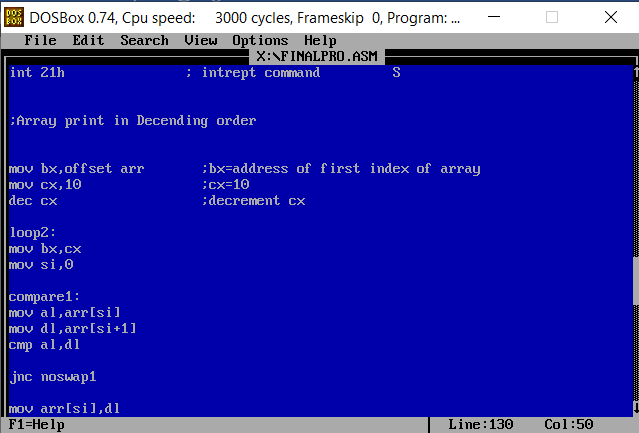 DOSBox 0.74, Cpu speed: 3000 cycles, Frameskip 0, Program: ...
File Edit Search View Options Help
X:\FINALPRO.ASM
int 21h ; intrept command S
;Array print in Decending order
mov bx,offset arr ;bx=address of first index of array
mov cx,10 ;cx=10
dec cx ;decrement cx
loop2:
mov bx,cx
mov si,0
compare1:
mov al,arr[si]
mov dl,arr[si+1]
cmp al,dl
jnc noswap1
mov arr[si],dl
F1=Help Line:130 Col:50